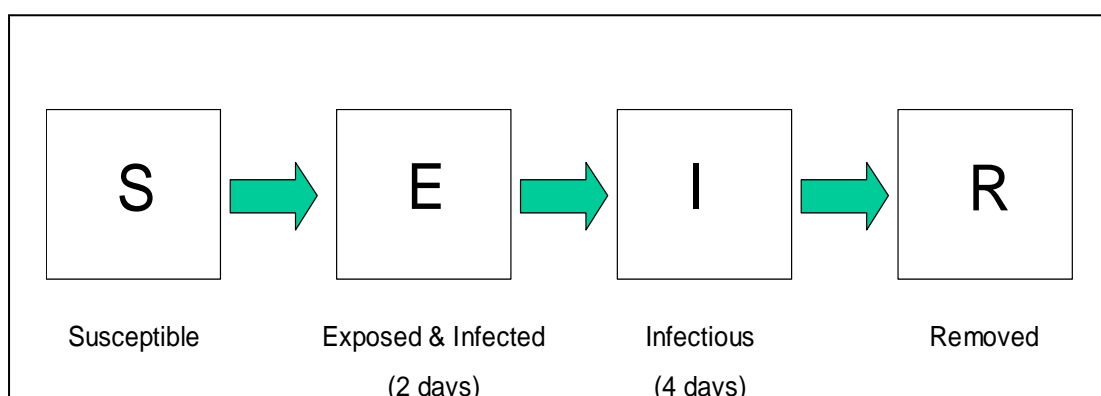 S E I R
Susceptible Exposed & Infected Infectious Removed
(2 days) (4 days)